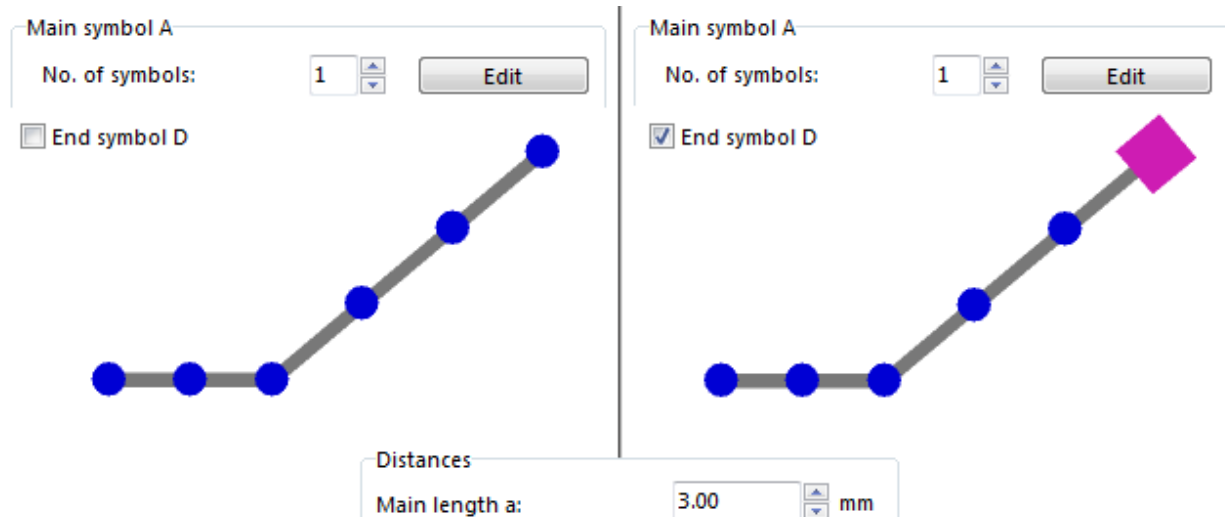 Main symbol A
No. of symbols: 1 Edit
End symbol D
Main symbol A
No. of symbols: 1 Edit
End symbol D
Distances
Main length a: 3.00 mm